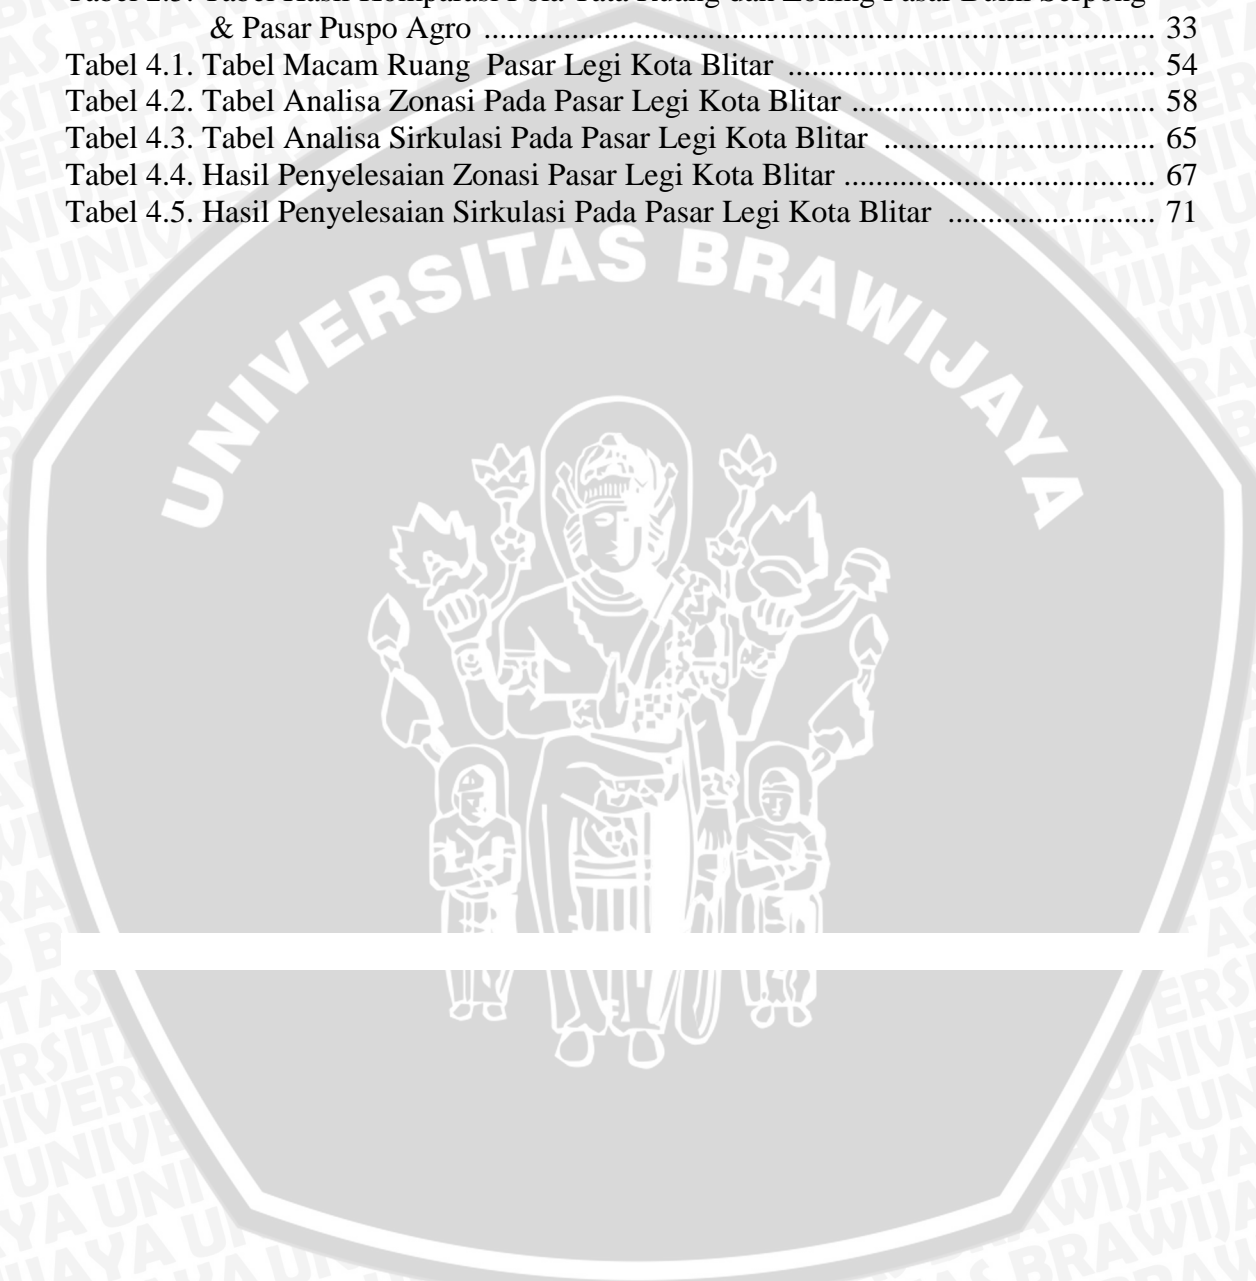 & Pasar Puspo Agro ..................................................................................... 33
Tabel 4.1. Tabel Macam Ruang  Pasar Legi Kota Blitar .............................................. 54
Tabel 4.2. Tabel Analisa Zonasi Pada Pasar Legi Kota Blitar ...................................... 58
Tabel 4.3. Tabel Analisa Sirkulasi Pada Pasar Legi Kota Blitar .................................. 65
Tabel 4.4. Hasil Penyelesaian Zonasi Pasar Legi Kota Blitar ....................................... 67
Tabel 4.5. Hasil Penyelesaian Sirkulasi Pada Pasar Legi Kota Blitar .......................... 71
UNIVERSITAS BRAWIJAYA